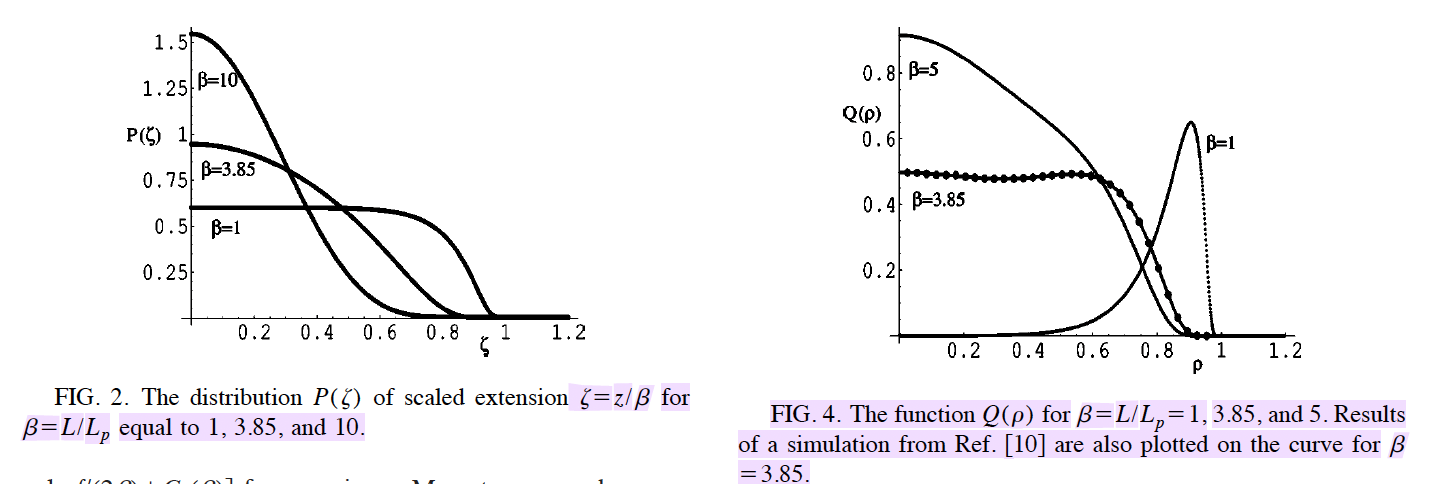 1.5
β=10
1.25
P(ζ)
1
β=3.85
0.75
0.5
β=1
0.25
0.2 0.4 0.6 0.8 1 1.2
ζ
FIG. 2. The distribution P(ζ) of scaled extension ζ=z/β for
β=L/Lₚ equal to 1, 3.85, and 10.
0.8
β=5
Q(ρ)
0.6
β=1
0.4
β=3.85
0.2
0.2 0.4 0.6 0.8 1 1.2
ρ
FIG. 4. The function Q(ρ) for β=L/Lₚ=1, 3.85, and 5. Results
of a simulation from Ref. [10] are also plotted on the curve for β
=3.85.